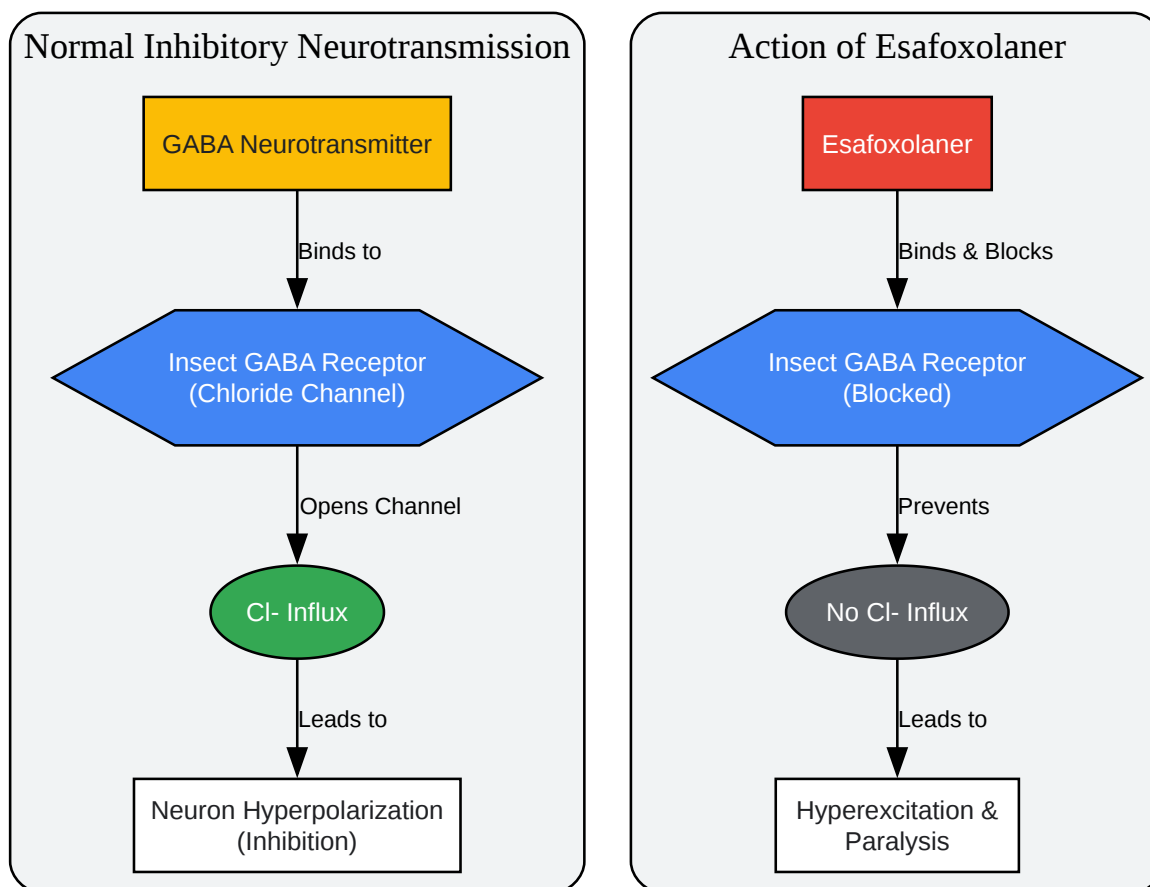 Normal Inhibitory Neurotransmission
GABA Neurotransmitter
Binds to
Insect GABA Receptor
(Chloride Channel)
Opens Channel
Cl- Influx
Leads to
Neuron Hyperpolarization
(Inhibition)
Action of Esafoxolaner
Esafoxolaner
Binds & Blocks
Insect GABA Receptor
(Blocked)
Prevents
No Cl- Influx
Leads to
Hyperexcitation &
Paralysis